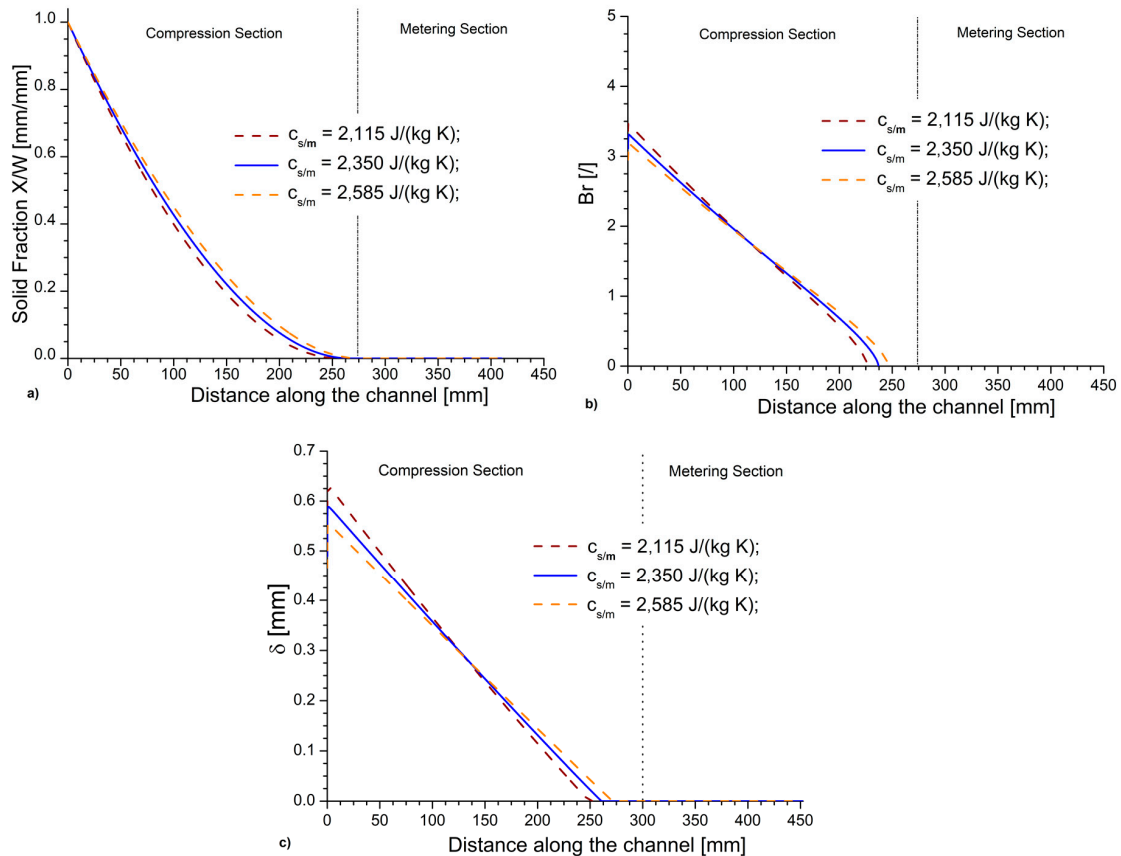 Compression Section
Metering Section
Solid Fraction X/W [mm/mm]
1.0
0.8
0.6
0.4
0.2
0.0
c_s/m = 2,115 J/(kg K);
c_s/m = 2,350 J/(kg K);
c_s/m = 2,585 J/(kg K);
0 50 100 150 200 250 300 350 400 450
Distance along the channel [mm]
a)
Compression Section
Metering Section
Br [/]
5
4
3
2
1
0
c_s/m = 2,115 J/(kg K);
c_s/m = 2,350 J/(kg K);
c_s/m = 2,585 J/(kg K);
0 50 100 150 200 250 300 350 400 450
Distance along the channel [mm]
b)
Compression Section
Metering Section
δ [mm]
0.7
0.6
0.5
0.4
0.3
0.2
0.1
0.0
c_s/m = 2,115 J/(kg K);
c_s/m = 2,350 J/(kg K);
c_s/m = 2,585 J/(kg K);
0 50 100 150 200 250 300 350 400 450
Distance along the channel [mm]
c)